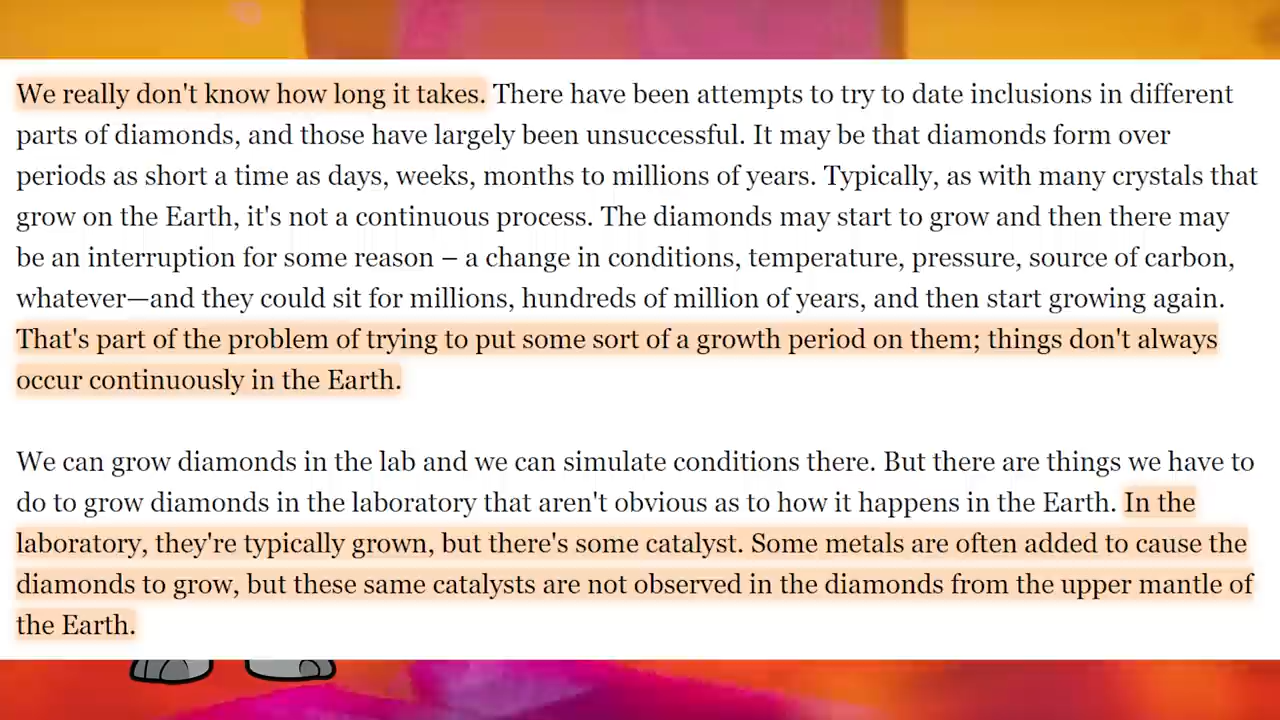 We really don't know how long it takes. There have been attempts to try to date inclusions in different
parts of diamonds, and those have largely been unsuccessful. It may be that diamonds form over
periods as short a time as days, weeks, months to millions of years. Typically, as with many crystals that
grow on the Earth, it's not a continuous process. The diamonds may start to grow and then there may
be an interruption for some reason – a change in conditions, temperature, pressure, source of carbon,
whatever—and they could sit for millions, hundreds of million of years, and then start growing again.
That's part of the problem of trying to put some sort of a growth period on them; things don't always
occur continuously in the Earth.
We can grow diamonds in the lab and we can simulate conditions there. But there are things we have to
do to grow diamonds in the laboratory that aren't obvious as to how it happens in the Earth. In the
laboratory, they're typically grown, but there's some catalyst. Some metals are often added to cause the
diamonds to grow, but these same catalysts are not observed in the diamonds from the upper mantle of
the Earth.